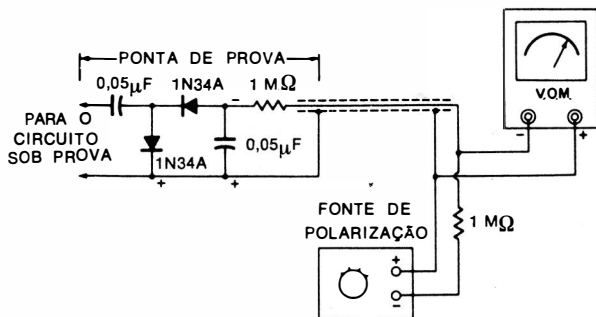 PONTA DE PROVA
0,05µF
1N34A
1 MΩ
PARA O
CIRCUITO
SOB PROVA
1N34A
0,05µF
V.O.M.
- +
FONTE DE
POLARIZAÇÃO
1 MΩ
+
-
-
+
+